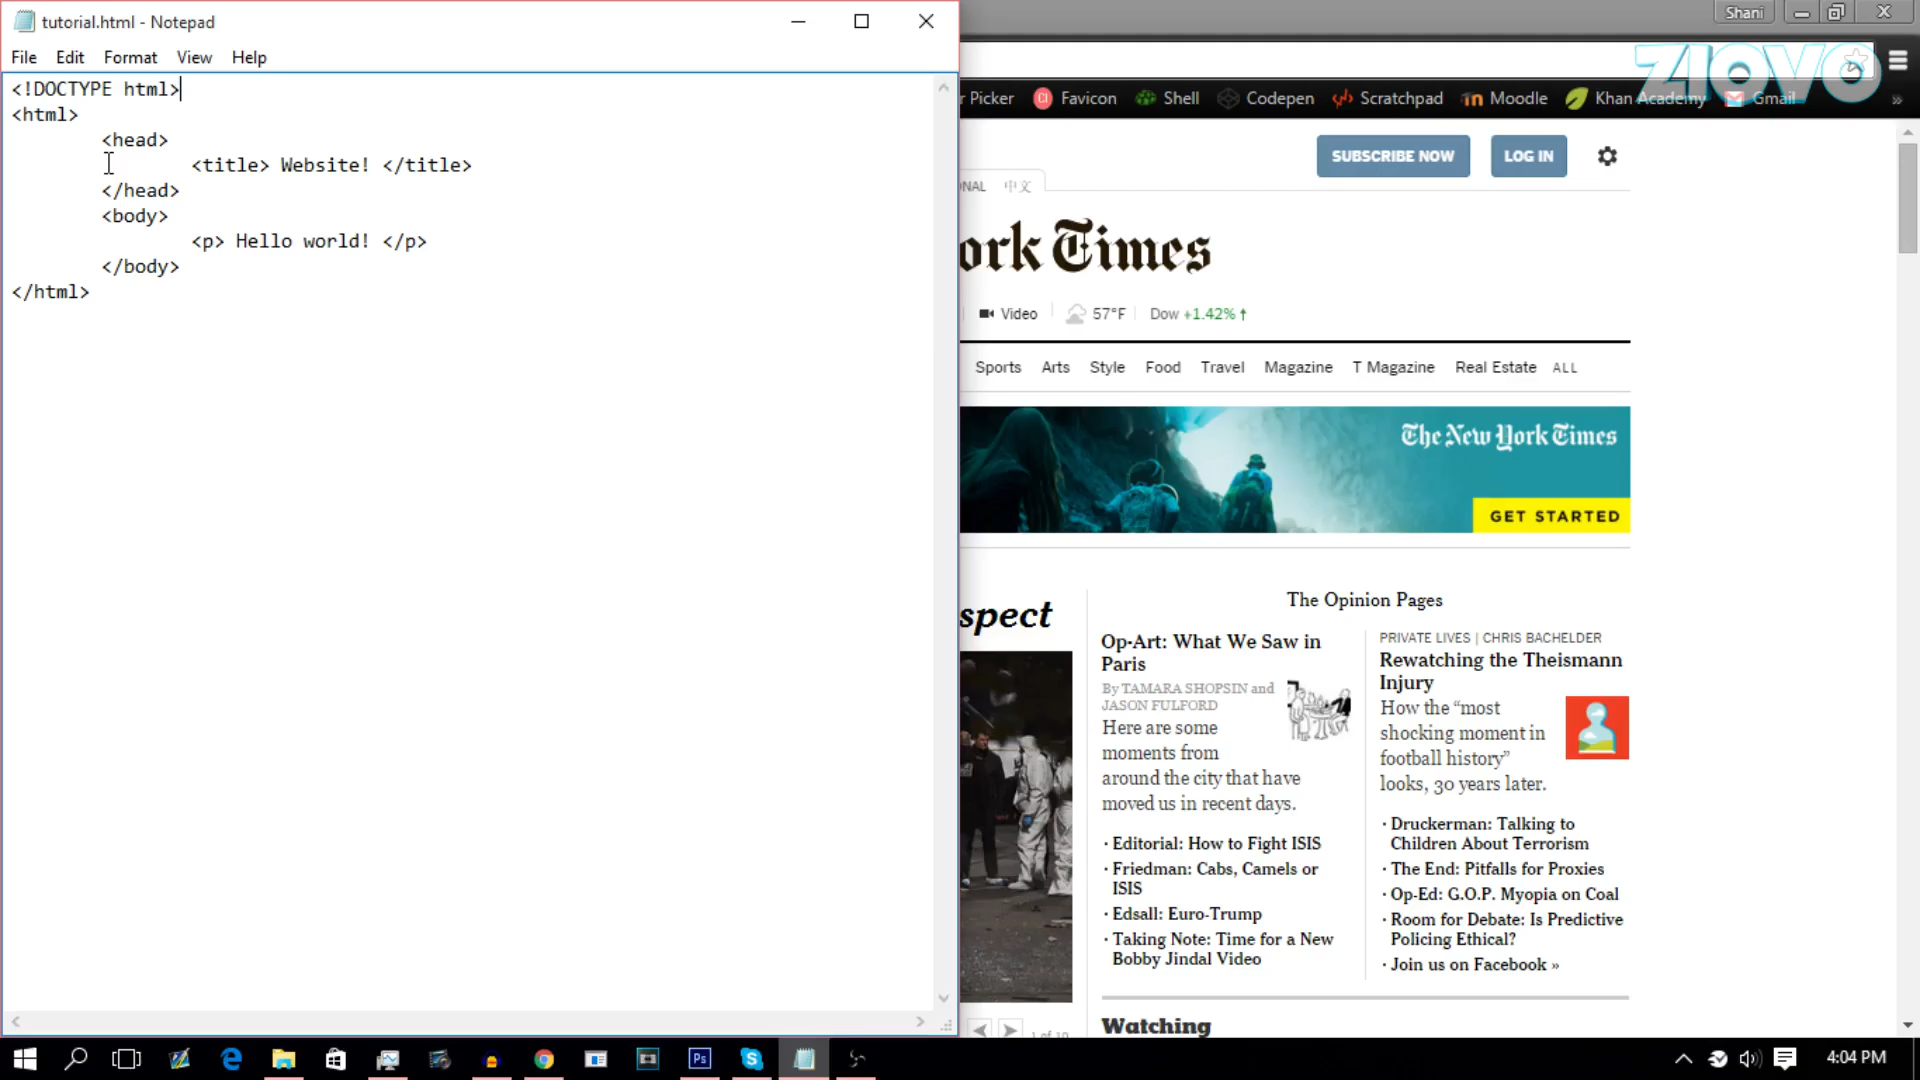 tutorial.html - Notepad
File Edit Format View Help
<!DOCTYPE html>
<html>
<head>
<title> Website! </title>
</head>
<body>
<p> Hello world! </p>
</body>
</html>
Shani
ZIOVO
r Picker Favicon Shell Codepen Scratchpad Moodle Khan Academy Gmail »
SUBSCRIBE NOW LOG IN
NAL 中文
ork Times
Video 57°F Dow +1.42% ↑
Sports Arts Style Food Travel Magazine T Magazine Real Estate ALL
The New York Times
GET STARTED
spect
The Opinion Pages
Op-Art: What We Saw in
Paris
By TAMARA SHOPSIN and
JASON FULFORD
Here are some
moments from
around the city that have
moved us in recent days.
· Editorial: How to Fight ISIS
· Friedman: Cabs, Camels or
ISIS
· Edsall: Euro-Trump
· Taking Note: Time for a New
Bobby Jindal Video
PRIVATE LIVES | CHRIS BACHELDER
Rewatching the Theismann
Injury
How the “most
shocking moment in
football history”
looks, 30 years later.
· Druckerman: Talking to
Children About Terrorism
· The End: Pitfalls for Proxies
· Op-Ed: G.O.P. Myopia on Coal
· Room for Debate: Is Predictive
Policing Ethical?
· Join us on Facebook »
1 of 10
Watching
Ps
4:04 PM